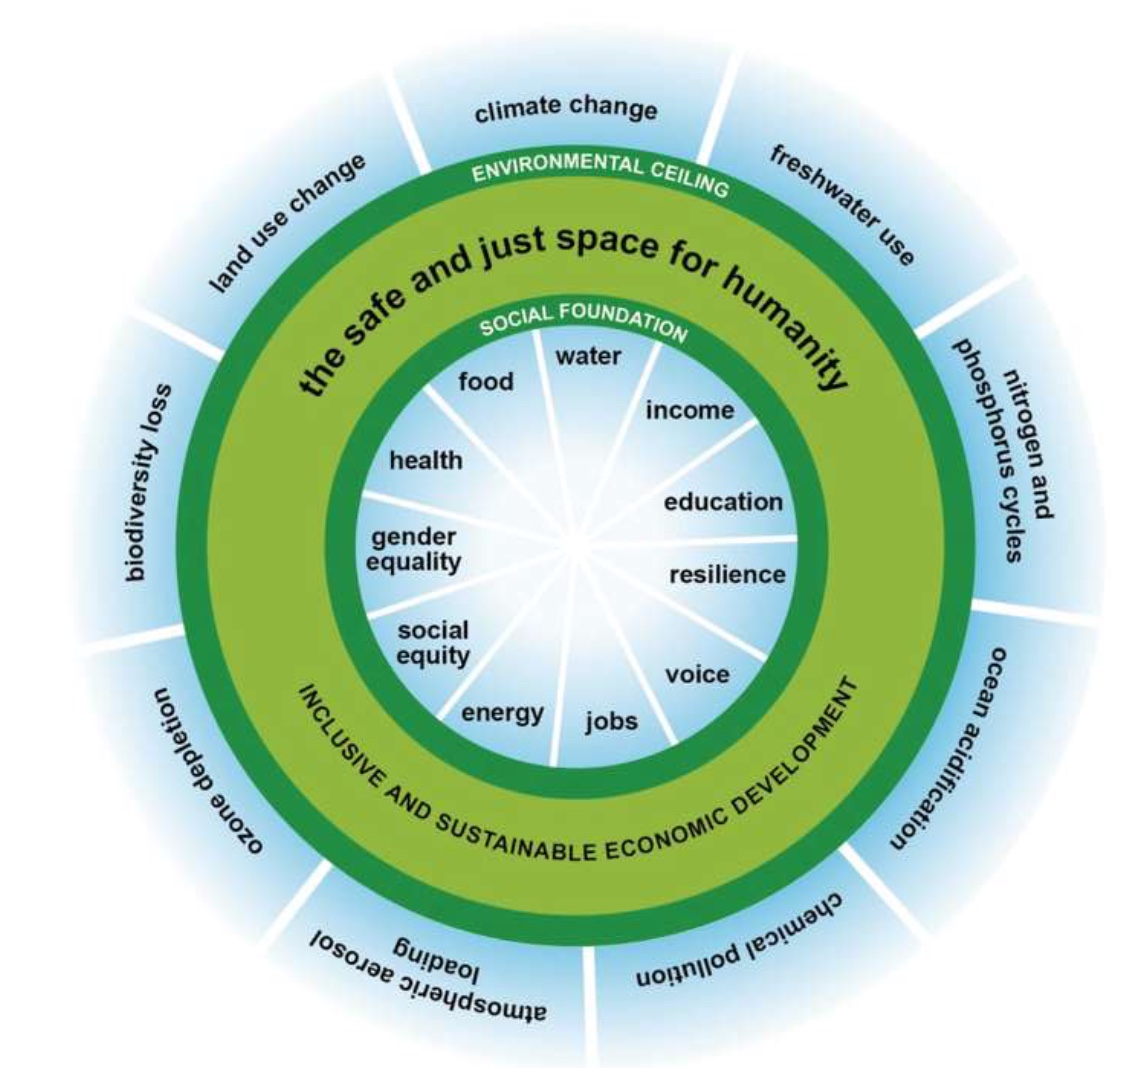 climate change
freshwater use
nitrogen and
phosphorus cycles
ocean acidification
chemical pollution
atmospheric aerosol
loading
ozone depletion
biodiversity loss
land use change
ENVIRONMENTAL CEILING
the safe and just space for humanity
SOCIAL FOUNDATION
water
income
education
resilience
voice
jobs
energy
social
equity
gender
equality
health
food
INCLUSIVE AND SUSTAINABLE ECONOMIC DEVELOPMENT